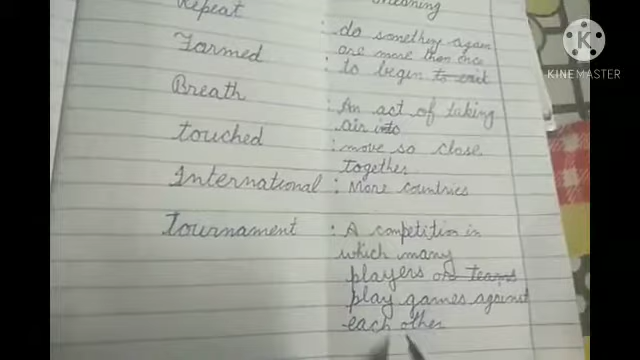 Repeat
Meaning
: do something again
are more than once
Formed : to begin to exist
Breath : An act of taking
air into
touched : move so close
together
International : More countries
Tournament : A competition in
which many
players or teams
play games against
each other
KINEMASTER